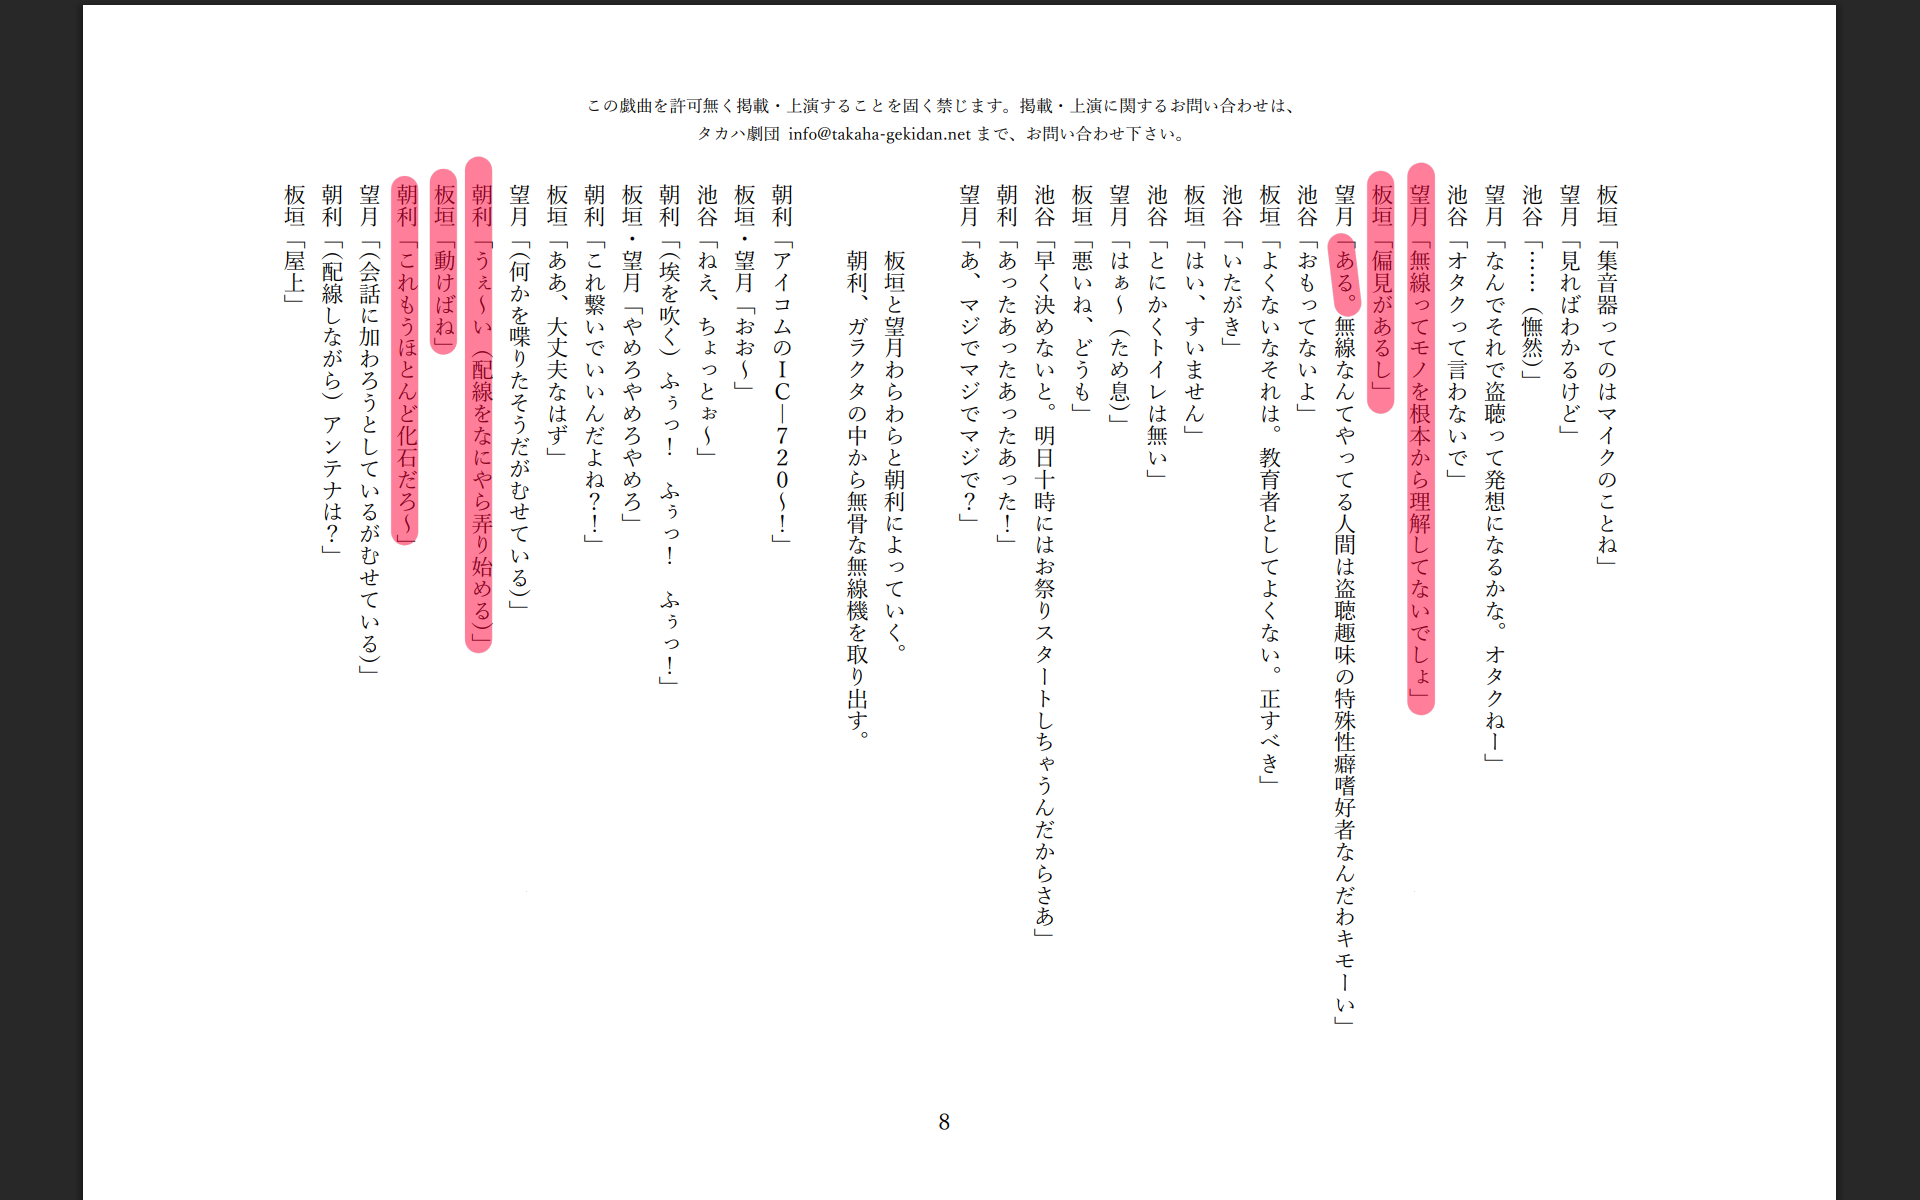 この戯曲を許可無く掲載・上演することを固く禁じます。掲載・上演に関するお問い合わせは、
タカハ劇団 info@takaha-gekidan.net まで、お問い合わせ下さい。
板垣「集音器ってのはマイクのことね」
望月「見ればわかるけど」
池谷「……（憮然）」
望月「なんでそれで盗聴って発想になるかな。オタクねー」
池谷「オタクって言わないで」
望月「無線ってモノを根本から理解してないでしょ」
板垣「偏見があるし」
望月「ある。無線なんてやってる人間は盗聴趣味の特殊性癖嗜好者なんだわキモーい」
池谷「おもってないよ」
板垣「よくないなそれは。教育者としてよくない。正すべき」
池谷「いたがき」
板垣「はい、すいません」
池谷「とにかくトイレは無い」
望月「はぁ～（ため息）」
板垣「悪いね、どうも」
池谷「早く決めないと。明日十時にはお祭りスタートしちゃうんだからさあ」
朝利「あったあったあったあったあった！」
望月「あ、マジでマジでマジで？」
板垣と望月わらわらと朝利によっていく。
朝利、ガラクタの中から無骨な無線機を取り出す。
朝利「アイコムのＩＣ—７２０～！」
板垣・望月「おお～」
池谷「ねえ、ちょっとぉ～」
朝利「（埃を吹く）ふぅっ！　ふぅっ！　ふぅっ！」
板垣・望月「やめろやめろやめろ」
朝利「これ繋いでいいんだよね？！」
板垣「ああ、大丈夫なはず」
望月「（何かを喋りたそうだがむせている）」
朝利「うぇ～い（配線をなにやら弄り始める）」
板垣「動けばね」
朝利「これもうほとんど化石だろ～」
望月「（会話に加わろうとしているがむせている）」
朝利「（配線しながら）アンテナは？」
板垣「屋上」
8